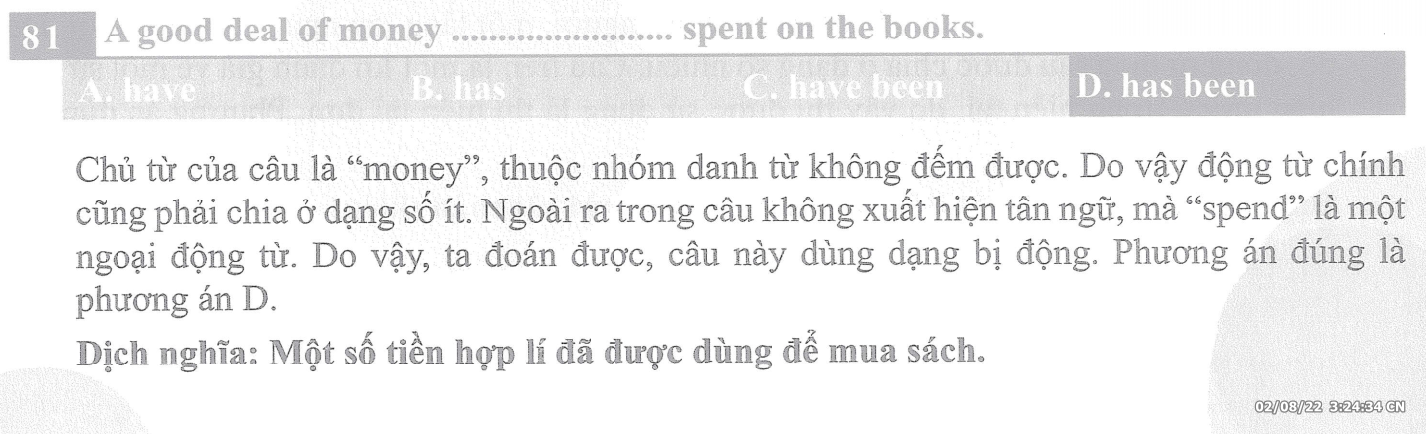 81 A good deal of money ........................ spent on the books.
A. have B. has C. have been D. has been
Chủ từ của câu là “money”, thuộc nhóm danh từ không đếm được. Do vậy động từ chính
cũng phải chia ở dạng số ít. Ngoài ra trong câu không xuất hiện tân ngữ, mà “spend” là một
ngoại động từ. Do vậy, ta đoán được, câu này dùng dạng bị động. Phương án đúng là
phương án D.
Dịch nghĩa: Một số tiền hợp lí đã được dùng để mua sách.
02/08/22 3:24:34 CN